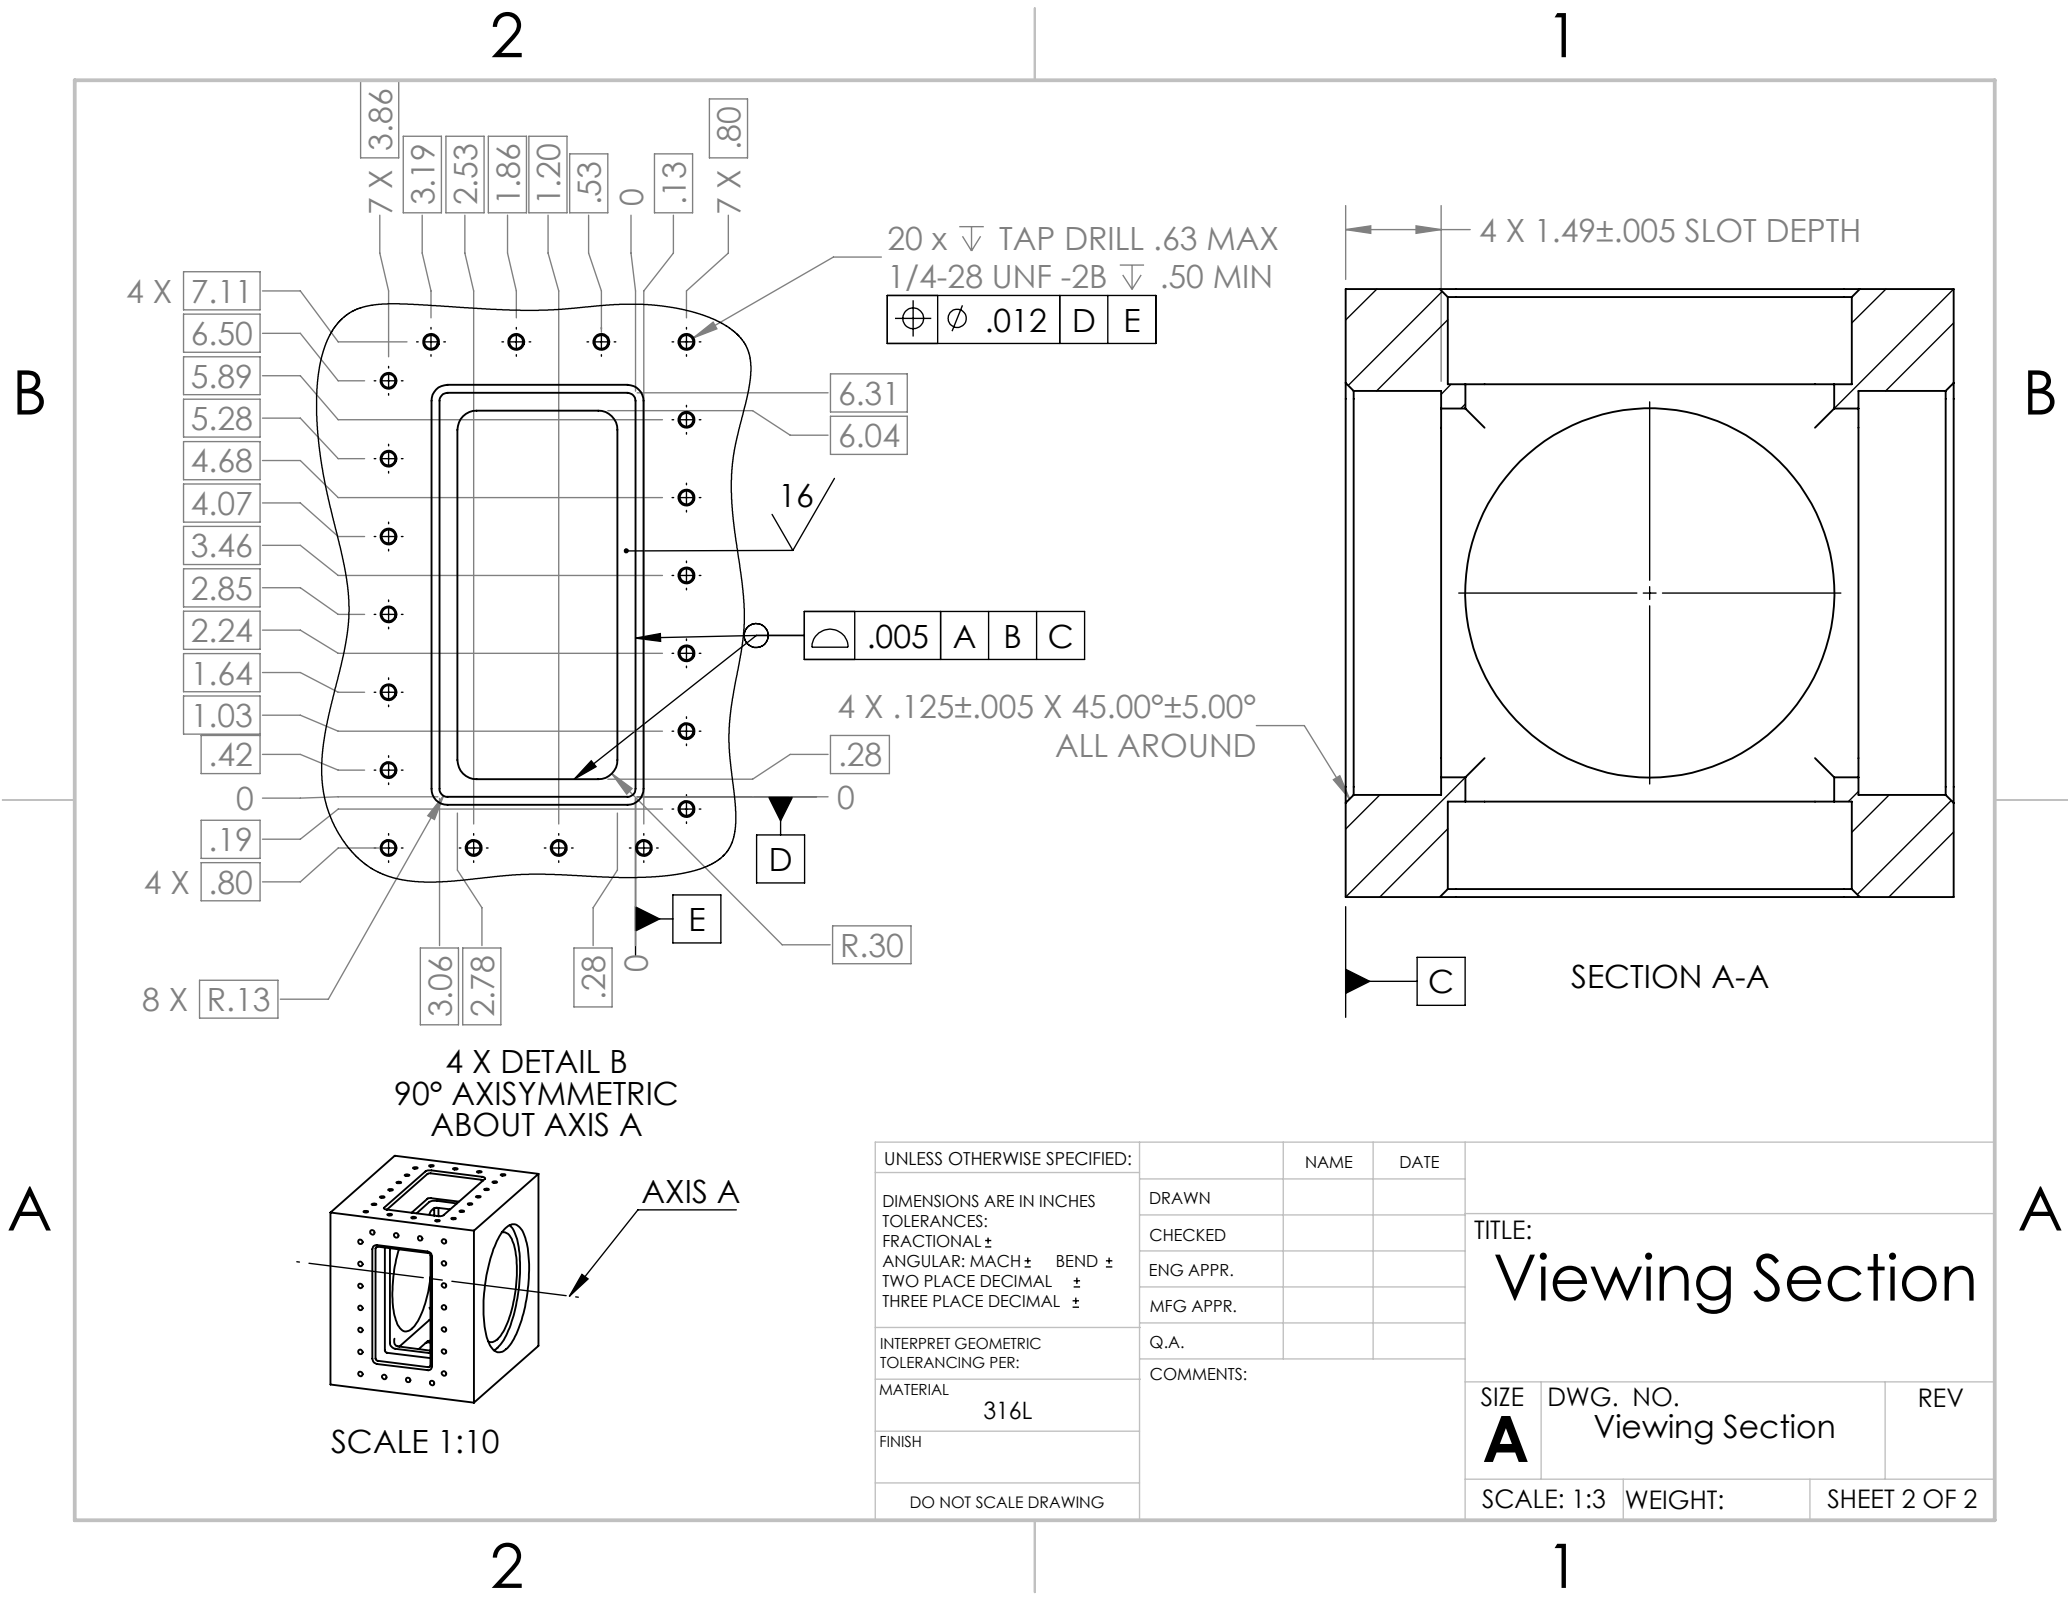 2
1
7 X 3.86
3.19
2.53
1.86
1.20
.53
0
.13
7 X .80
20 x ↧ TAP DRILL .63 MAX
1/4-28 UNF -2B ↧ .50 MIN
⌖ ⌀ .012 D E
4 X 1.49±.005 SLOT DEPTH
4 X 7.11
6.50
5.89
5.28
4.68
4.07
3.46
2.85
2.24
1.64
1.03
.42
0
.19
4 X .80
8 X R.13
6.31
6.04
16
⌓ .005 A B C
4 X .125±.005 X 45.00°±5.00°
ALL AROUND
.28
0
D
E
R.30
3.06
2.78
.28
0
B
B
C
SECTION A-A
4 X DETAIL B
90° AXISYMMETRIC
ABOUT AXIS A
AXIS A
SCALE 1:10
A
A
UNLESS OTHERWISE SPECIFIED:
DIMENSIONS ARE IN INCHES
TOLERANCES:
FRACTIONAL ±
ANGULAR: MACH ± BEND ±
TWO PLACE DECIMAL ±
THREE PLACE DECIMAL ±
INTERPRET GEOMETRIC
TOLERANCING PER:
MATERIAL
316L
FINISH
DO NOT SCALE DRAWING
NAME DATE
DRAWN
CHECKED
ENG APPR.
MFG APPR.
Q.A.
COMMENTS:
TITLE:
Viewing Section
SIZE
A
DWG. NO.
Viewing Section
REV
SCALE: 1:3
WEIGHT:
SHEET 2 OF 2
2
1